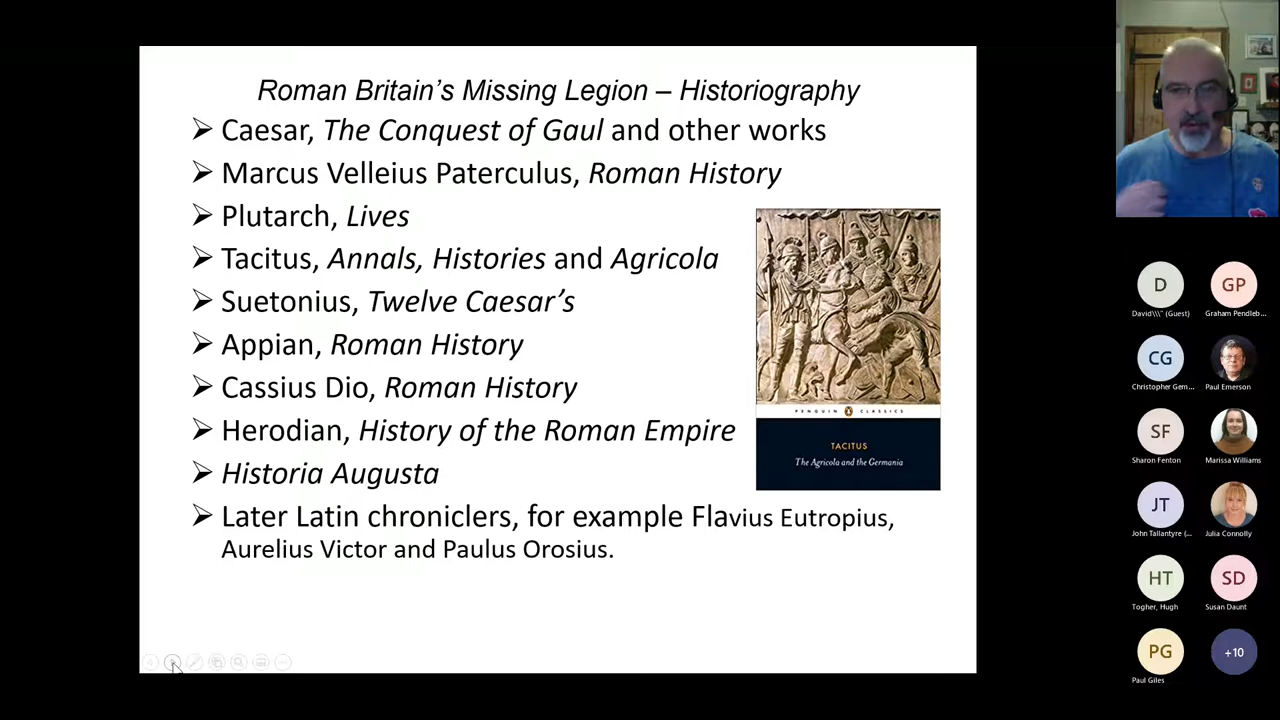 Roman Britain's Missing Legion – Historiography
➢ Caesar, The Conquest of Gaul and other works
➢ Marcus Velleius Paterculus, Roman History
➢ Plutarch, Lives
➢ Tacitus, Annals, Histories and Agricola
➢ Suetonius, Twelve Caesar's
➢ Appian, Roman History
➢ Cassius Dio, Roman History
➢ Herodian, History of the Roman Empire
➢ Historia Augusta
➢ Later Latin chroniclers, for example Flavius Eutropius,
Aurelius Victor and Paulus Orosius.
PENGUIN CLASSICS
TACITUS
The Agricola and the Germania
D
David\\\" (Guest)
GP
Graham Pendleb...
CG
Christopher Gem...
Paul Emerson
SF
Sharon Fenton
Marissa Williams
JT
John Tallantyre (...
Julia Connolly
HT
Togher, Hugh
SD
Susan Daunt
PG
Paul Giles
+10